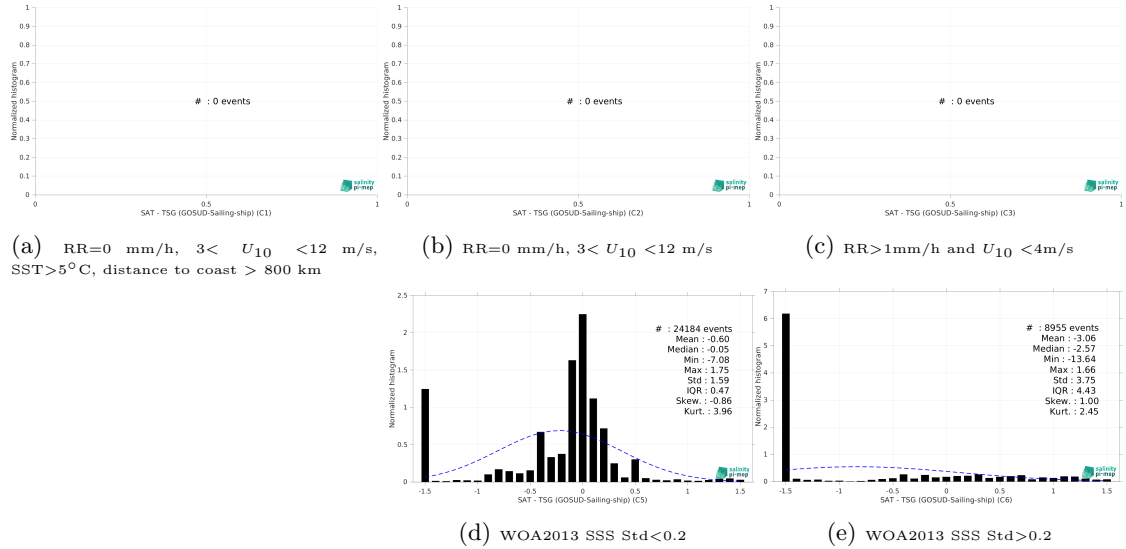 1
0.9
0.8
0.7
0.6
0.5
0.4
0.3
0.2
0.1
0
Normalized histogram
# : 0 events
salinity
pi-mep
0 0.5 1
SAT - TSG (GOSUD-Sailing-ship) (C1)
1
0.9
0.8
0.7
0.6
0.5
0.4
0.3
0.2
0.1
0
Normalized histogram
# : 0 events
salinity
pi-mep
0 0.5 1
SAT - TSG (GOSUD-Sailing-ship) (C2)
1
0.9
0.8
0.7
0.6
0.5
0.4
0.3
0.2
0.1
0
Normalized histogram
# : 0 events
salinity
pi-mep
0 0.5 1
SAT - TSG (GOSUD-Sailing-ship) (C3)
(a) RR=0 mm/h, 3< U10 <12 m/s,
SST>5°C, distance to coast > 800 km
(b) RR=0 mm/h, 3< U10 <12 m/s
(c) RR>1mm/h and U10 <4m/s
2.5
2
1.5
1
0.5
0
Normalized histogram
# : 24184 events
Mean : -0.60
Median : -0.05
Min : -7.08
Max : 1.75
Std : 1.59
IQR : 0.47
Skew. : -0.86
Kurt. : 3.96
salinity
pi-mep
-1.5 -1 -0.5 0 0.5 1 1.5
SAT - TSG (GOSUD-Sailing-ship) (C5)
7
6
5
4
3
2
1
0
Normalized histogram
# : 8955 events
Mean : -3.06
Median : -2.57
Min : -13.64
Max : 1.66
Std : 3.75
IQR : 4.43
Skew. : 1.00
Kurt. : 2.45
salinity
pi-mep
-1.5 -1 -0.5 0 0.5 1 1.5
SAT - TSG (GOSUD-Sailing-ship) (C6)
(d) WOA2013 SSS Std<0.2
(e) WOA2013 SSS Std>0.2